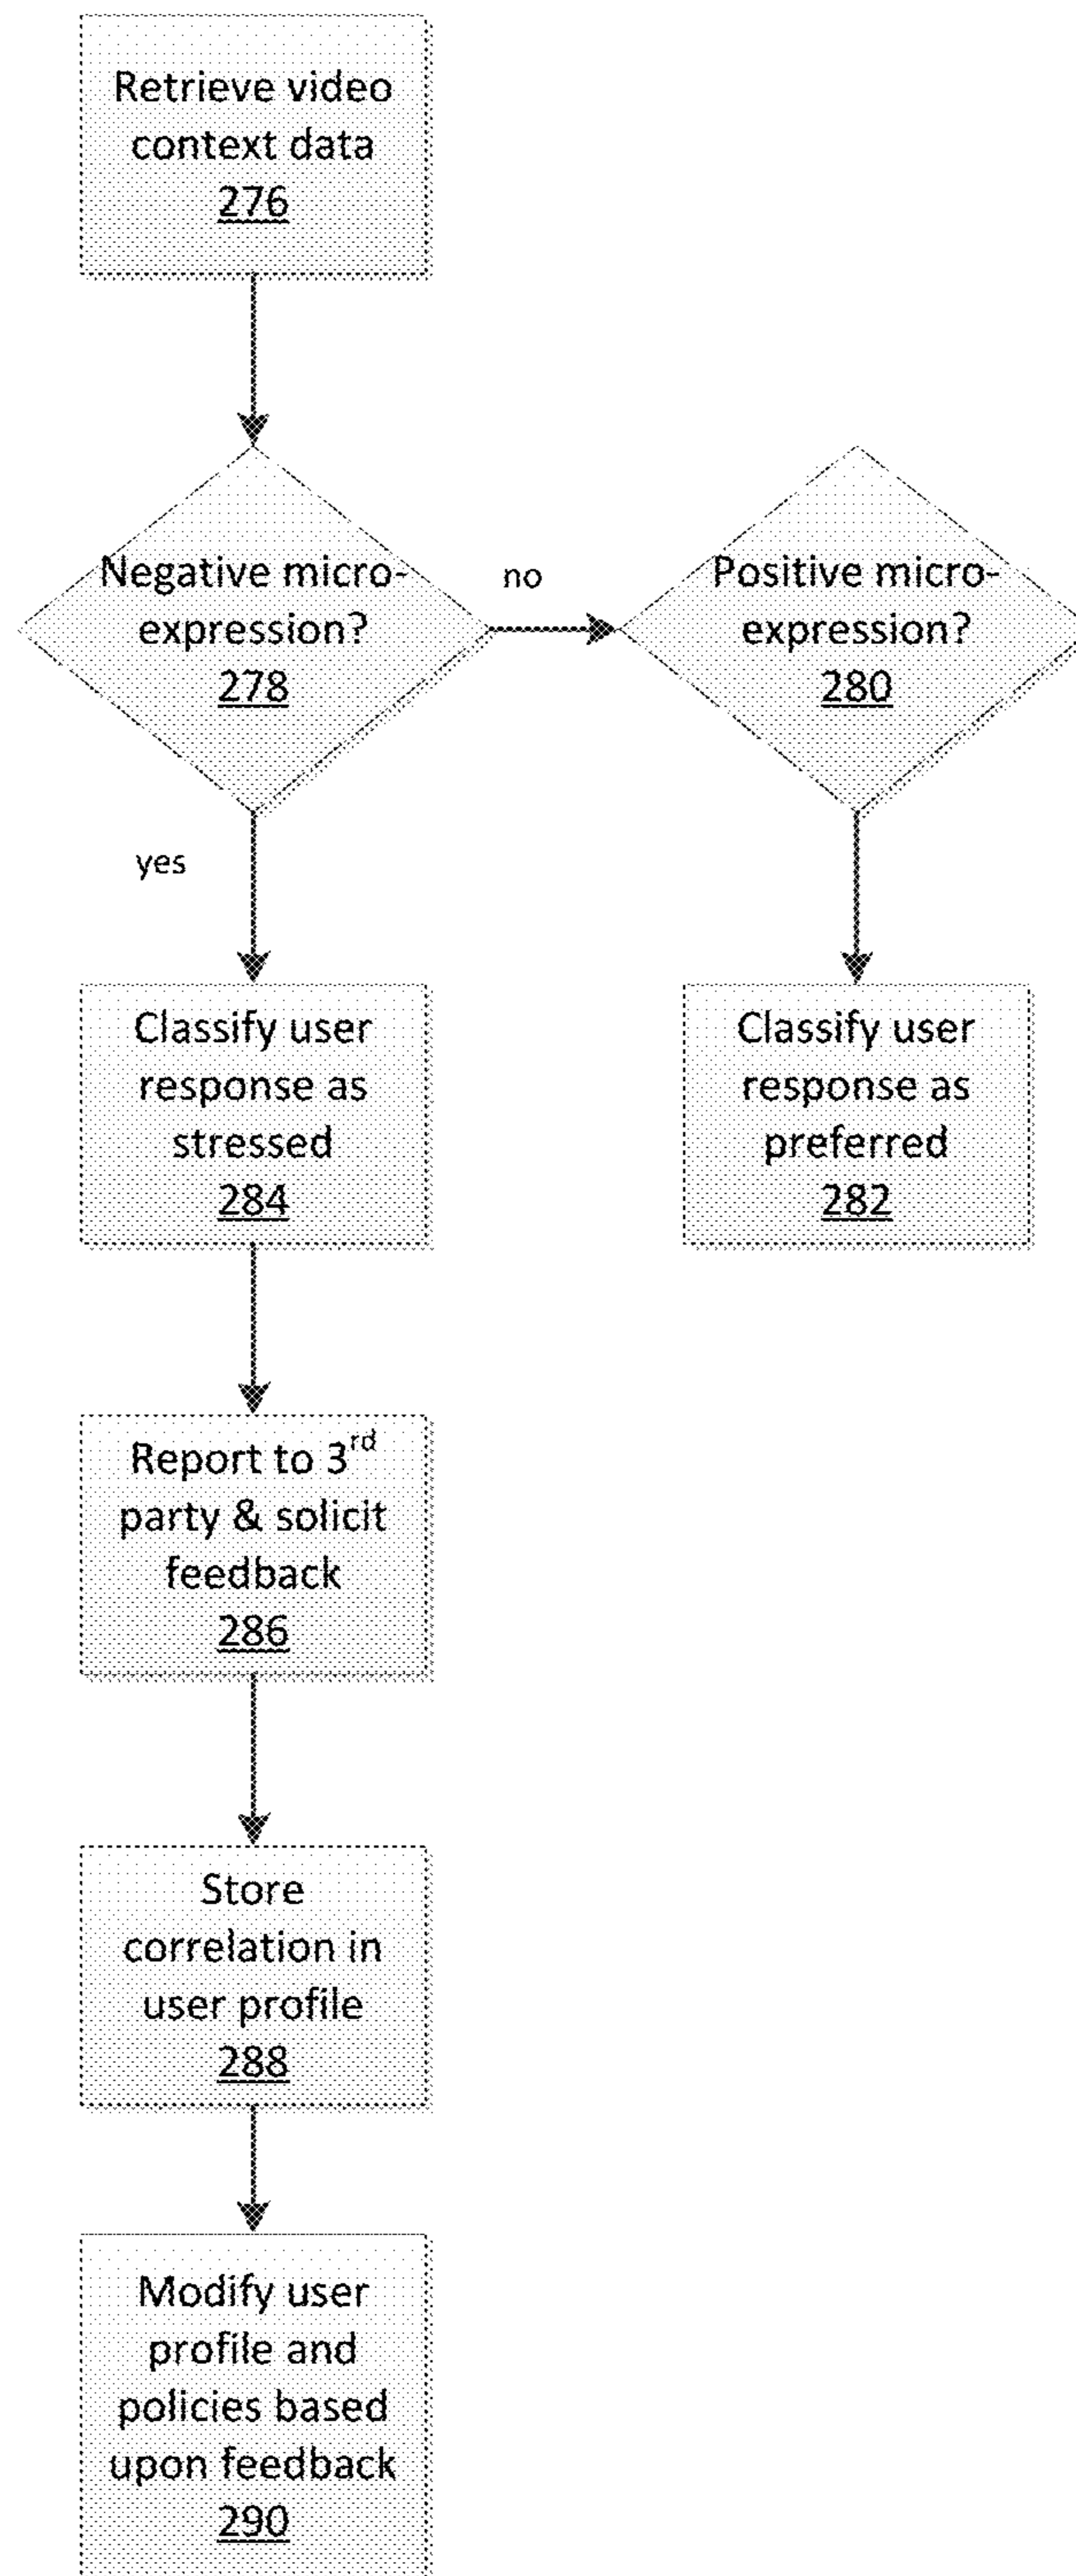 Retrieve video
context data
276
Negative micro-
expression?
278
no
Positive micro-
expression?
280
yes
Classify user
response as
stressed
284
Classify user
response as
preferred
282
Report to 3rd
party & solicit
feedback
286
Store
correlation in
user profile
288
Modify user
profile and
policies based
upon feedback
290